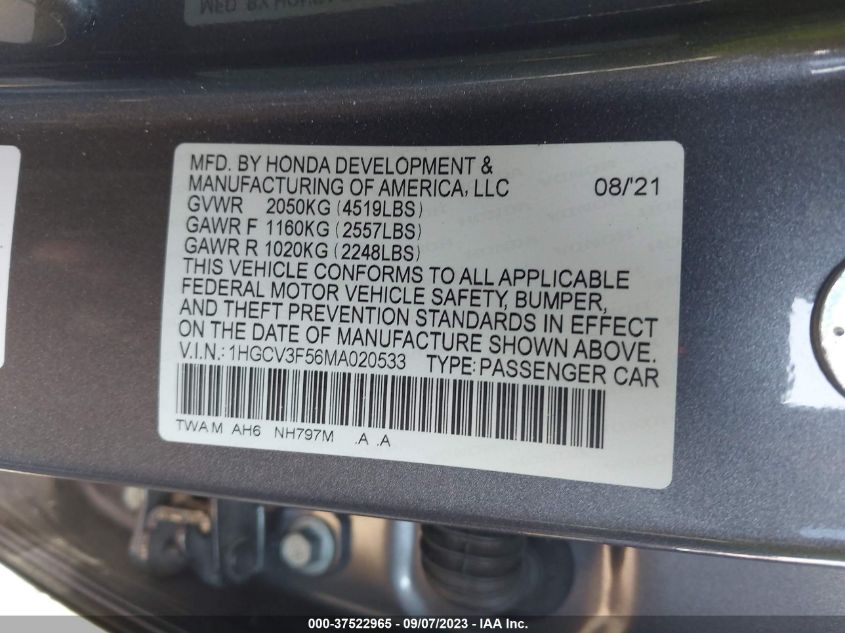 MFD. BY HONDA DEVELOPMENT &
MANUFACTURING OF AMERICA, LLC 08/'21
GVWR 2050KG (4519LBS)
GAWR F 1160KG (2557LBS)
GAWR R 1020KG (2248LBS)
THIS VEHICLE CONFORMS TO ALL APPLICABLE
FEDERAL MOTOR VEHICLE SAFETY, BUMPER,
AND THEFT PREVENTION STANDARDS IN EFFECT
ON THE DATE OF MANUFACTURE SHOWN ABOVE.
V.I.N.: 1HGCV3F56MA020533 TYPE: PASSENGER CAR
TWA M AH6 NH797M .A .A
000-37522965 - 09/07/2023 - IAA Inc.